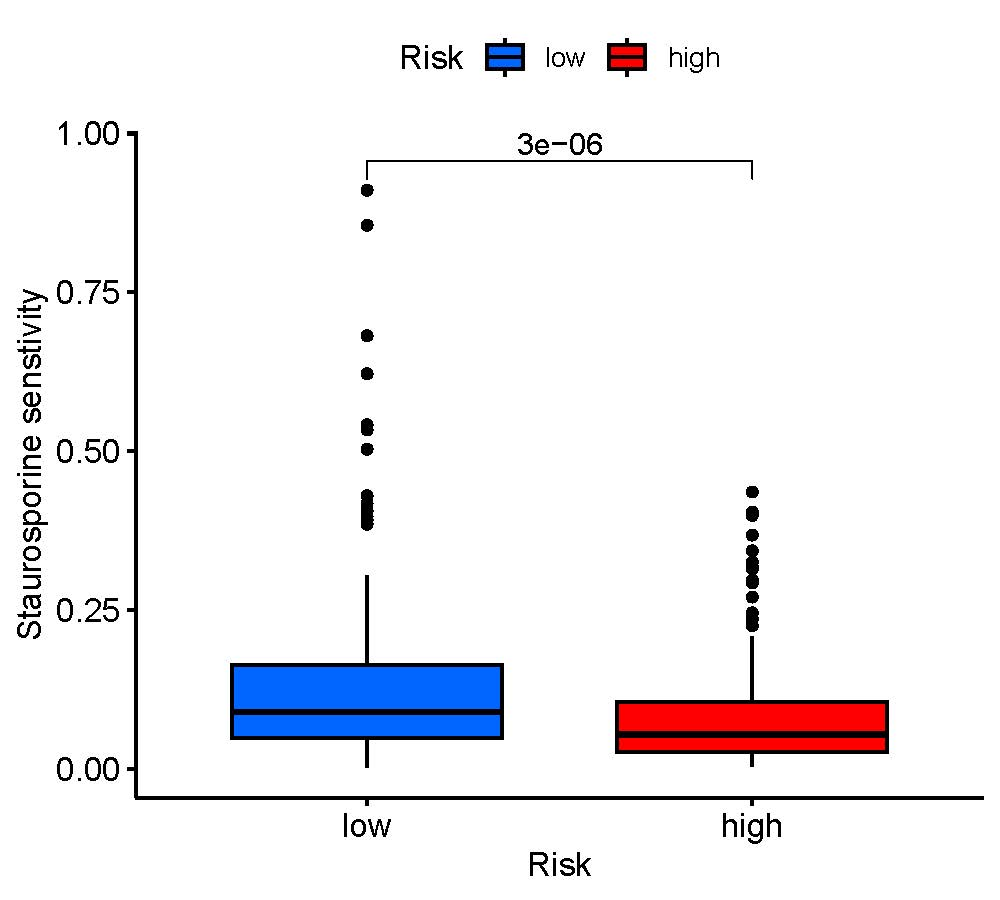 Risk low high
1.00
3e−06
0.75
0.50
0.25
0.00
Staurosporine senstivity
low high
Risk